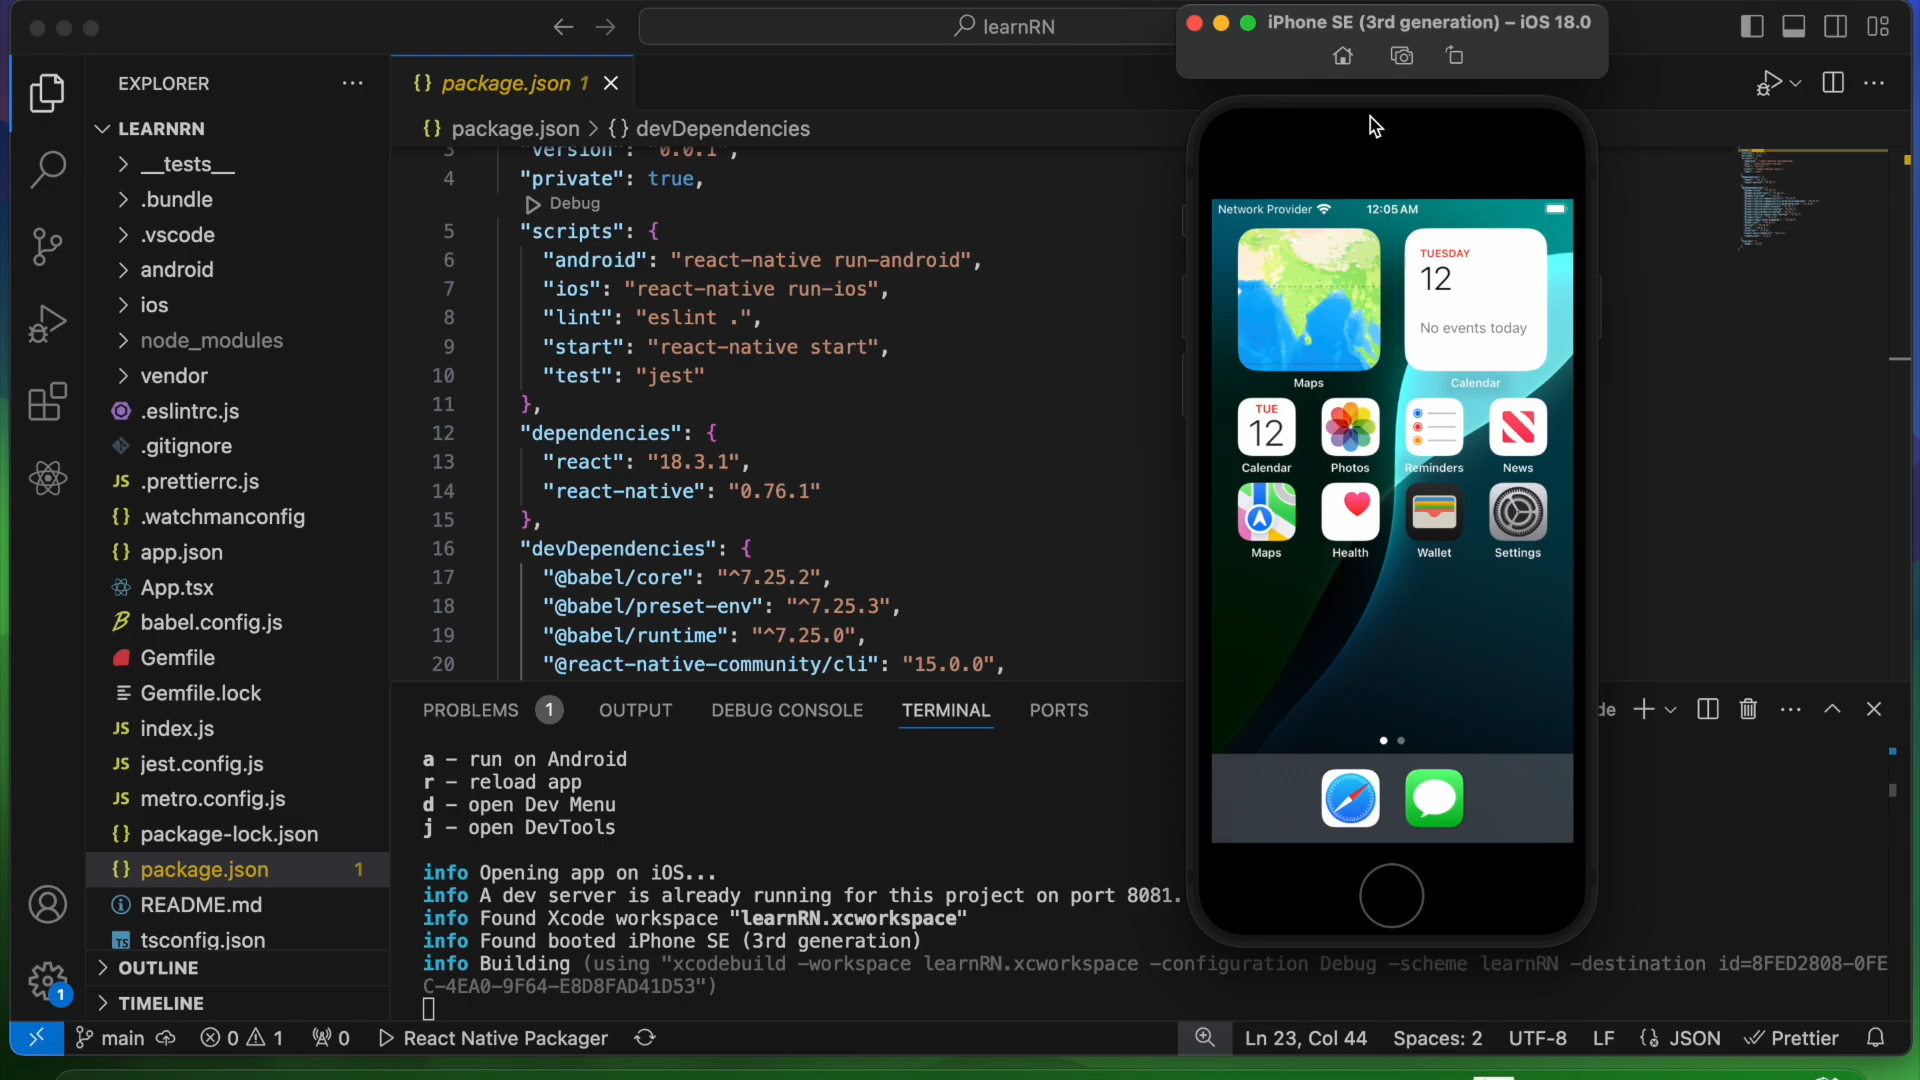 learnRN
iPhone SE (3rd generation) – iOS 18.0
EXPLORER
package.json 1
LEARNRN
package.json > {} devDependencies
__tests__
.bundle
.vscode
android
ios
node_modules
vendor
.eslintrc.js
.gitignore
.prettierrc.js
.watchmanconfig
app.json
App.tsx
babel.config.js
Gemfile
Gemfile.lock
index.js
jest.config.js
metro.config.js
package-lock.json
package.json 1
README.md
tsconfig.json
OUTLINE
TIMELINE
3 "version": "0.0.1",
4 "private": true,
Debug
5 "scripts": {
6 "android": "react-native run-android",
7 "ios": "react-native run-ios",
8 "lint": "eslint .",
9 "start": "react-native start",
10 "test": "jest"
11 },
12 "dependencies": {
13 "react": "18.3.1",
14 "react-native": "0.76.1"
15 },
16 "devDependencies": {
17 "@babel/core": "^7.25.2",
18 "@babel/preset-env": "^7.25.3",
19 "@babel/runtime": "^7.25.0",
20 "@react-native-community/cli": "15.0.0",
Network Provider 12:05 AM
TUESDAY
12
No events today
Maps Calendar
TUE
12
Calendar Photos Reminders News
Maps Health Wallet Settings
PROBLEMS 1 OUTPUT DEBUG CONSOLE TERMINAL PORTS
de
a – run on Android
r – reload app
d – open Dev Menu
j – open DevTools
info Opening app on iOS...
info A dev server is already running for this project on port 8081.
info Found Xcode workspace "learnRN.xcworkspace"
info Found booted iPhone SE (3rd generation)
info Building (using "xcodebuild –workspace learnRN.xcworkspace –configuration Debug –scheme learnRN –destination id=8FED2808-0FE
C-4EA0-9F64-E8D8FAD41D53")
1
main 0 1 0 React Native Packager Ln 23, Col 44 Spaces: 2 UTF-8 LF JSON Prettier